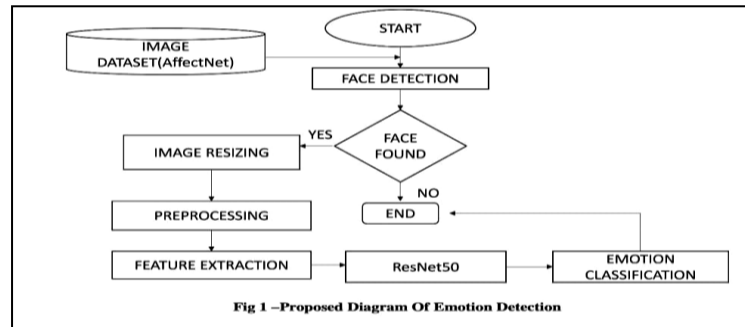 START
IMAGE
DATASET(AffectNet)
FACE DETECTION
YES
FACE
FOUND
IMAGE RESIZING
NO
PREPROCESSING
END
FEATURE EXTRACTION
ResNet50
EMOTION
CLASSIFICATION
Fig 1 –Proposed Diagram Of Emotion Detection